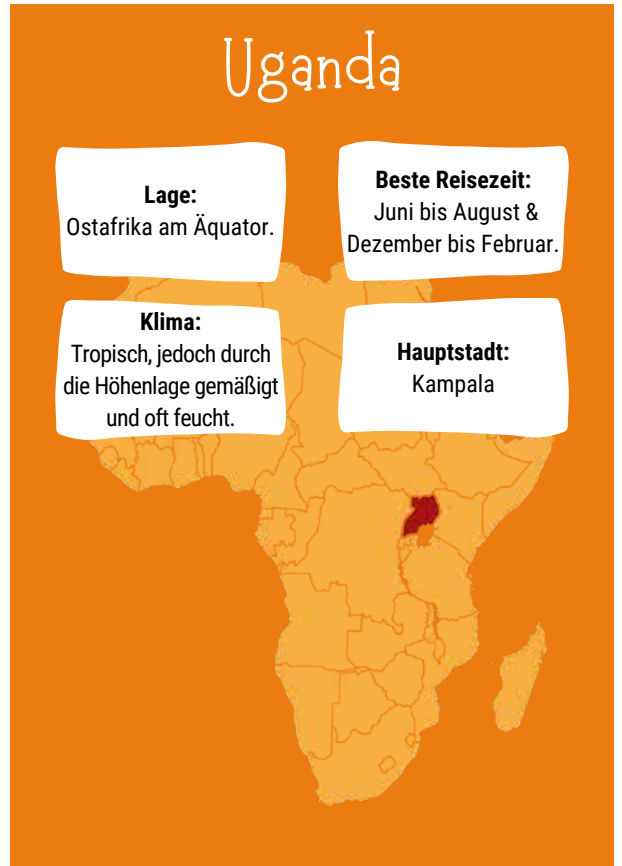 Uganda
Lage:
Ostafrika am Äquator.
Beste Reisezeit:
Juni bis August &
Dezember bis Februar.
Klima:
Tropisch, jedoch durch
die Höhenlage gemäßigt
und oft feucht.
Hauptstadt:
Kampala